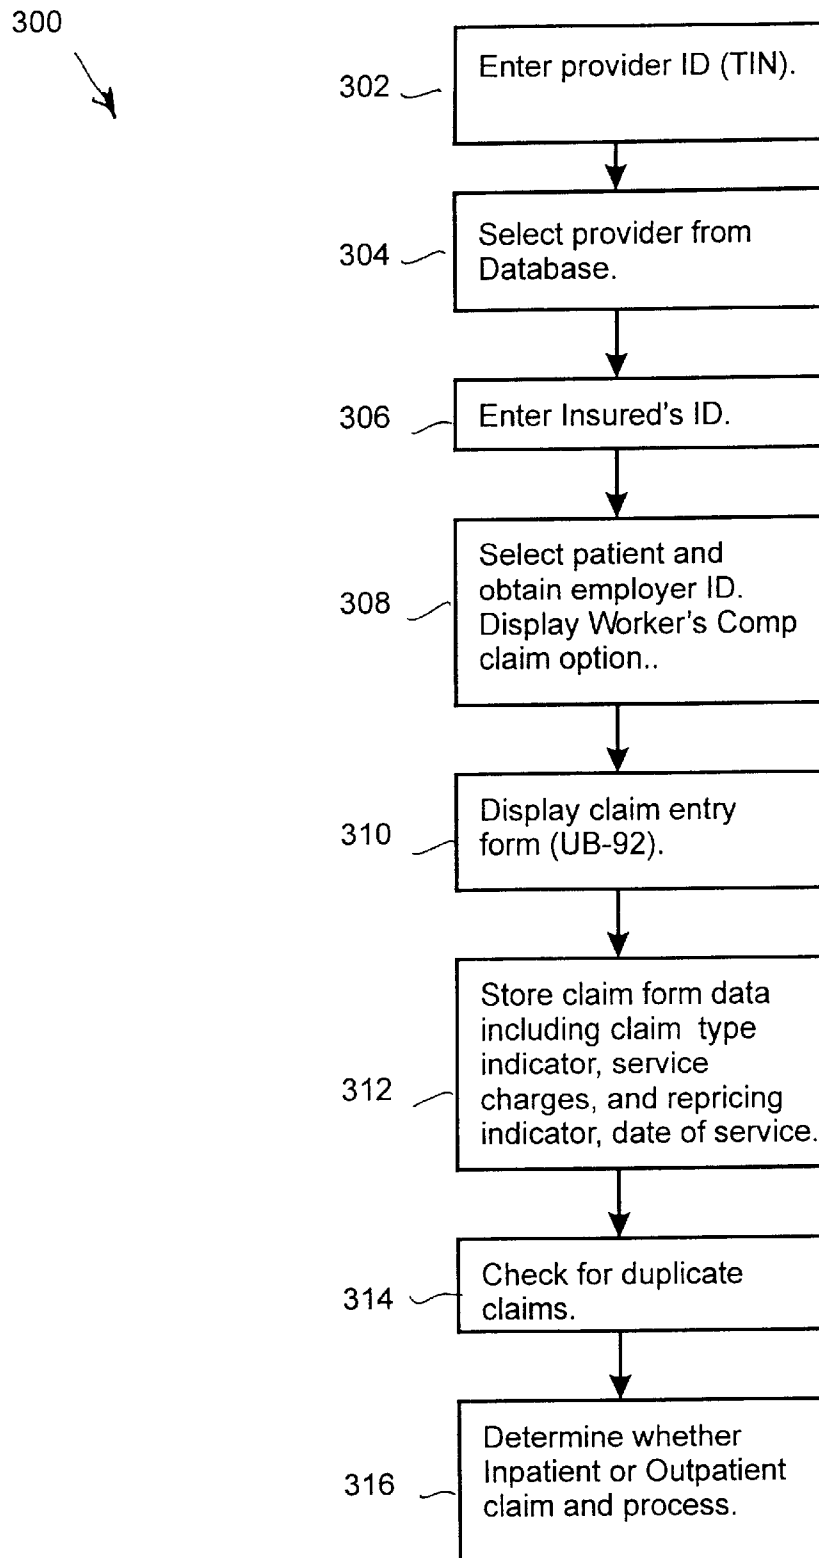 300
302
Enter provider ID (TIN).
304
Select provider from
Database.
306
Enter Insured's ID.
308
Select patient and
obtain employer ID.
Display Worker's Comp
claim option..
310
Display claim entry
form (UB-92).
312
Store claim form data
including claim type
indicator, service
charges, and repricing
indicator, date of service.
314
Check for duplicate
claims.
316
Determine whether
Inpatient or Outpatient
claim and process.